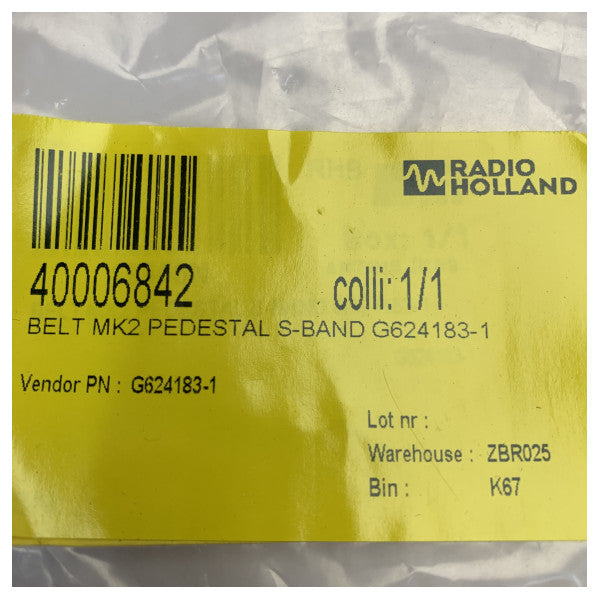 RADIO
HOLLAND
40006842 colli: 1/1
BELT MK2 PEDESTAL S-BAND G624183-1
Vendor PN : G624183-1
Lot nr :
Warehouse : ZBR025
Bin : K67